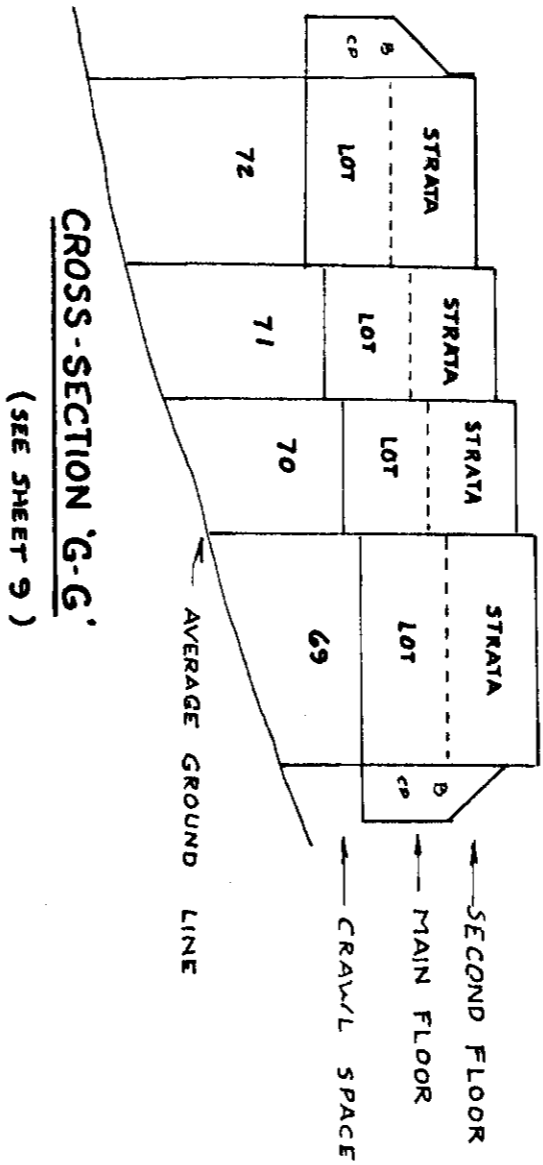 STRATA
LOT
72
B
CP
STRATA
LOT
71
STRATA
LOT
70
STRATA
LOT
69
B
CP
SECOND FLOOR
MAIN FLOOR
CRAWL SPACE
AVERAGE GROUND LINE
CROSS-SECTION 'G-G'
(SEE SHEET 9)